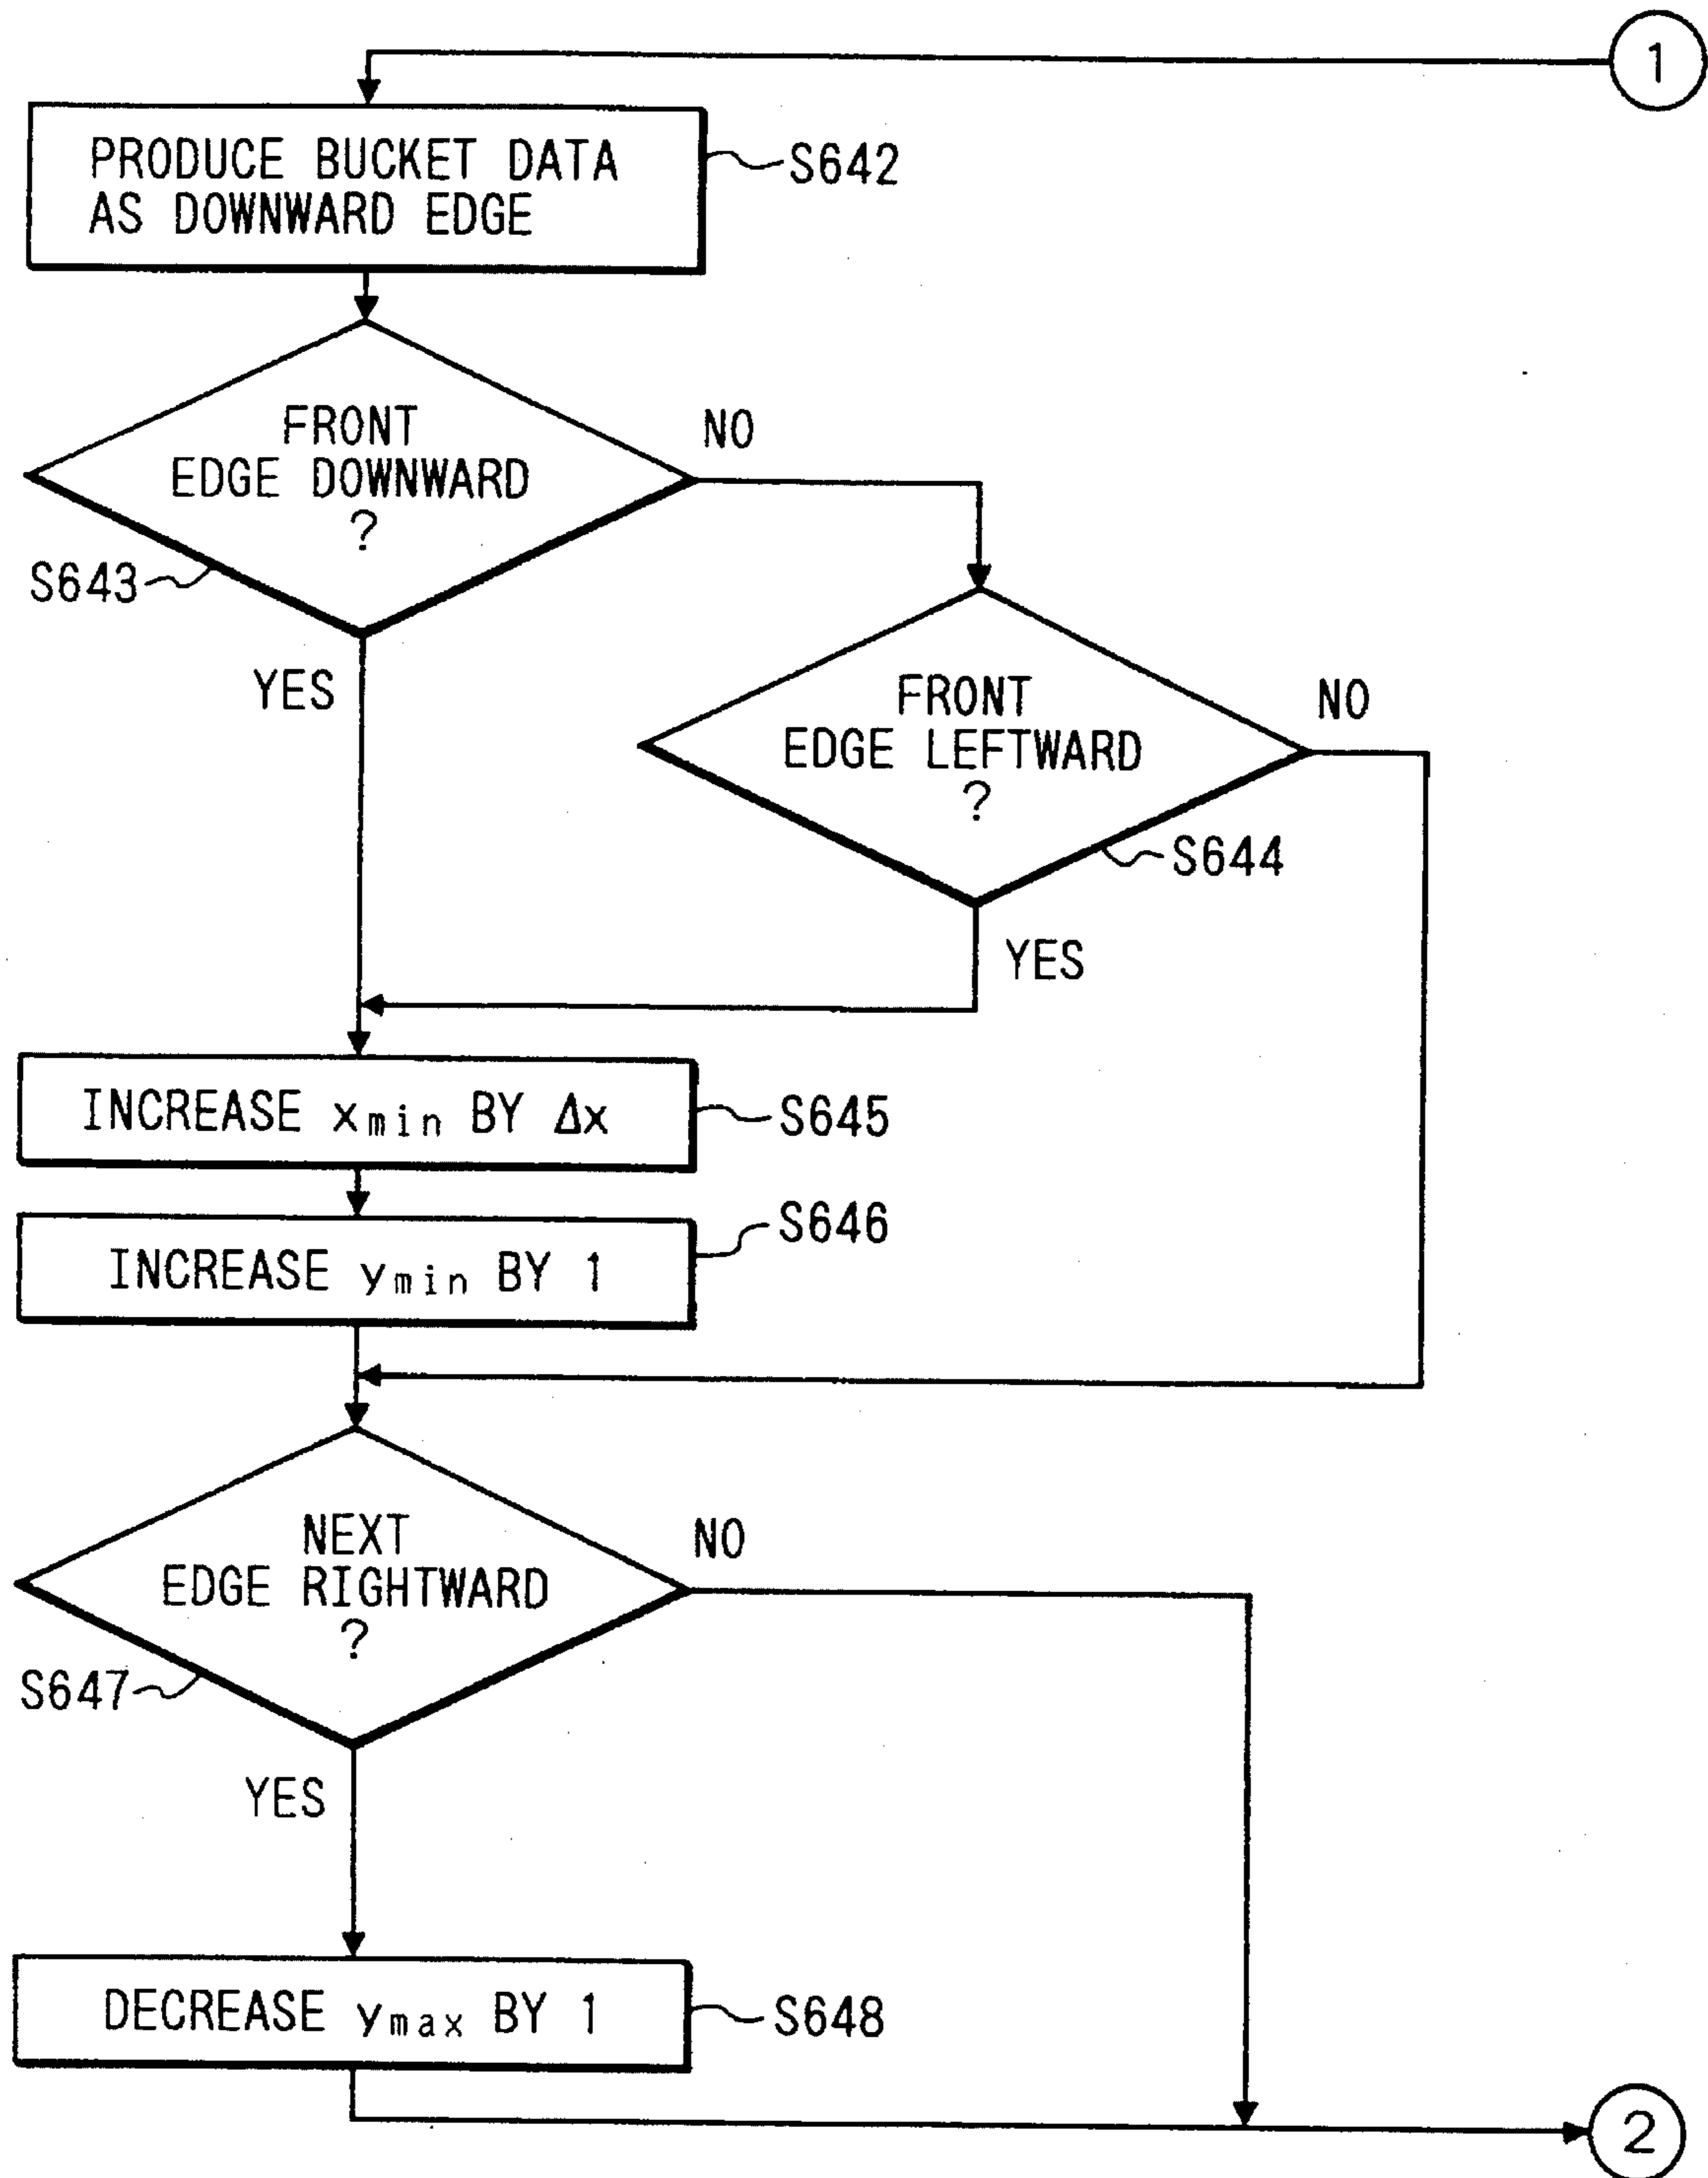 1
PRODUCE BUCKET DATA
AS DOWNWARD EDGE
S642
FRONT
EDGE DOWNWARD
?
NO
S643
YES
FRONT
EDGE LEFTWARD
?
NO
S644
YES
INCREASE xmin BY Δx
S645
INCREASE ymin BY 1
S646
NEXT
EDGE RIGHTWARD
?
NO
S647
YES
DECREASE ymax BY 1
S648
2